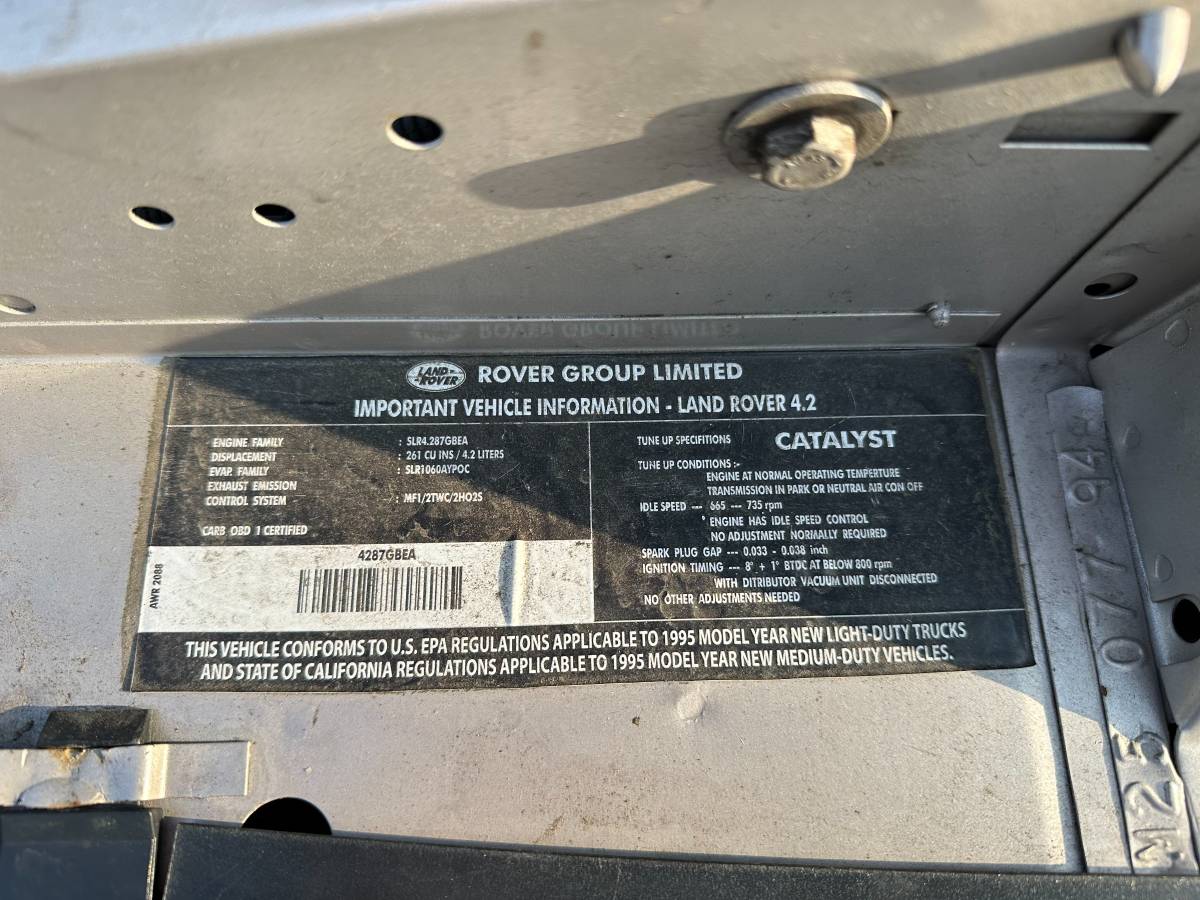 LAND-
-ROVER
ROVER GROUP LIMITED
IMPORTANT VEHICLE INFORMATION - LAND ROVER 4.2
ENGINE FAMILY : SLR4.287GBEA
DISPLACEMENT : 261 CU INS / 4.2 LITERS
EVAP. FAMILY : SLR1060AYPOC
EXHAUST EMISSION
CONTROL SYSTEM : MF1/2TWC/2HO2S
CARB OBD 1 CERTIFIED
4287GBEA
AWR 2088
TUNE UP SPECIFITIONS CATALYST
TUNE UP CONDITIONS :-
ENGINE AT NORMAL OPERATING TEMPERTURE
TRANSMISSION IN PARK OR NEUTRAL AIR CON OFF
IDLE SPEED --- 665 --- 735 rpm
* ENGINE HAS IDLE SPEED CONTROL
NO ADJUSTMENT NORMALLY REQUIRED
SPARK PLUG GAP --- 0.033 - 0.038 inch
IGNITION TIMING --- 8° + 1° BTDC AT BELOW 800 rpm
WITH DITRIBUTOR VACUUM UNIT DISCONNECTED
NO OTHER ADJUSTMENTS NEEDED
THIS VEHICLE CONFORMS TO U.S. EPA REGULATIONS APPLICABLE TO 1995 MODEL YEAR NEW LIGHT-DUTY TRUCKS
AND STATE OF CALIFORNIA REGULATIONS APPLICABLE TO 1995 MODEL YEAR NEW MEDIUM-DUTY VEHICLES.
M25 077